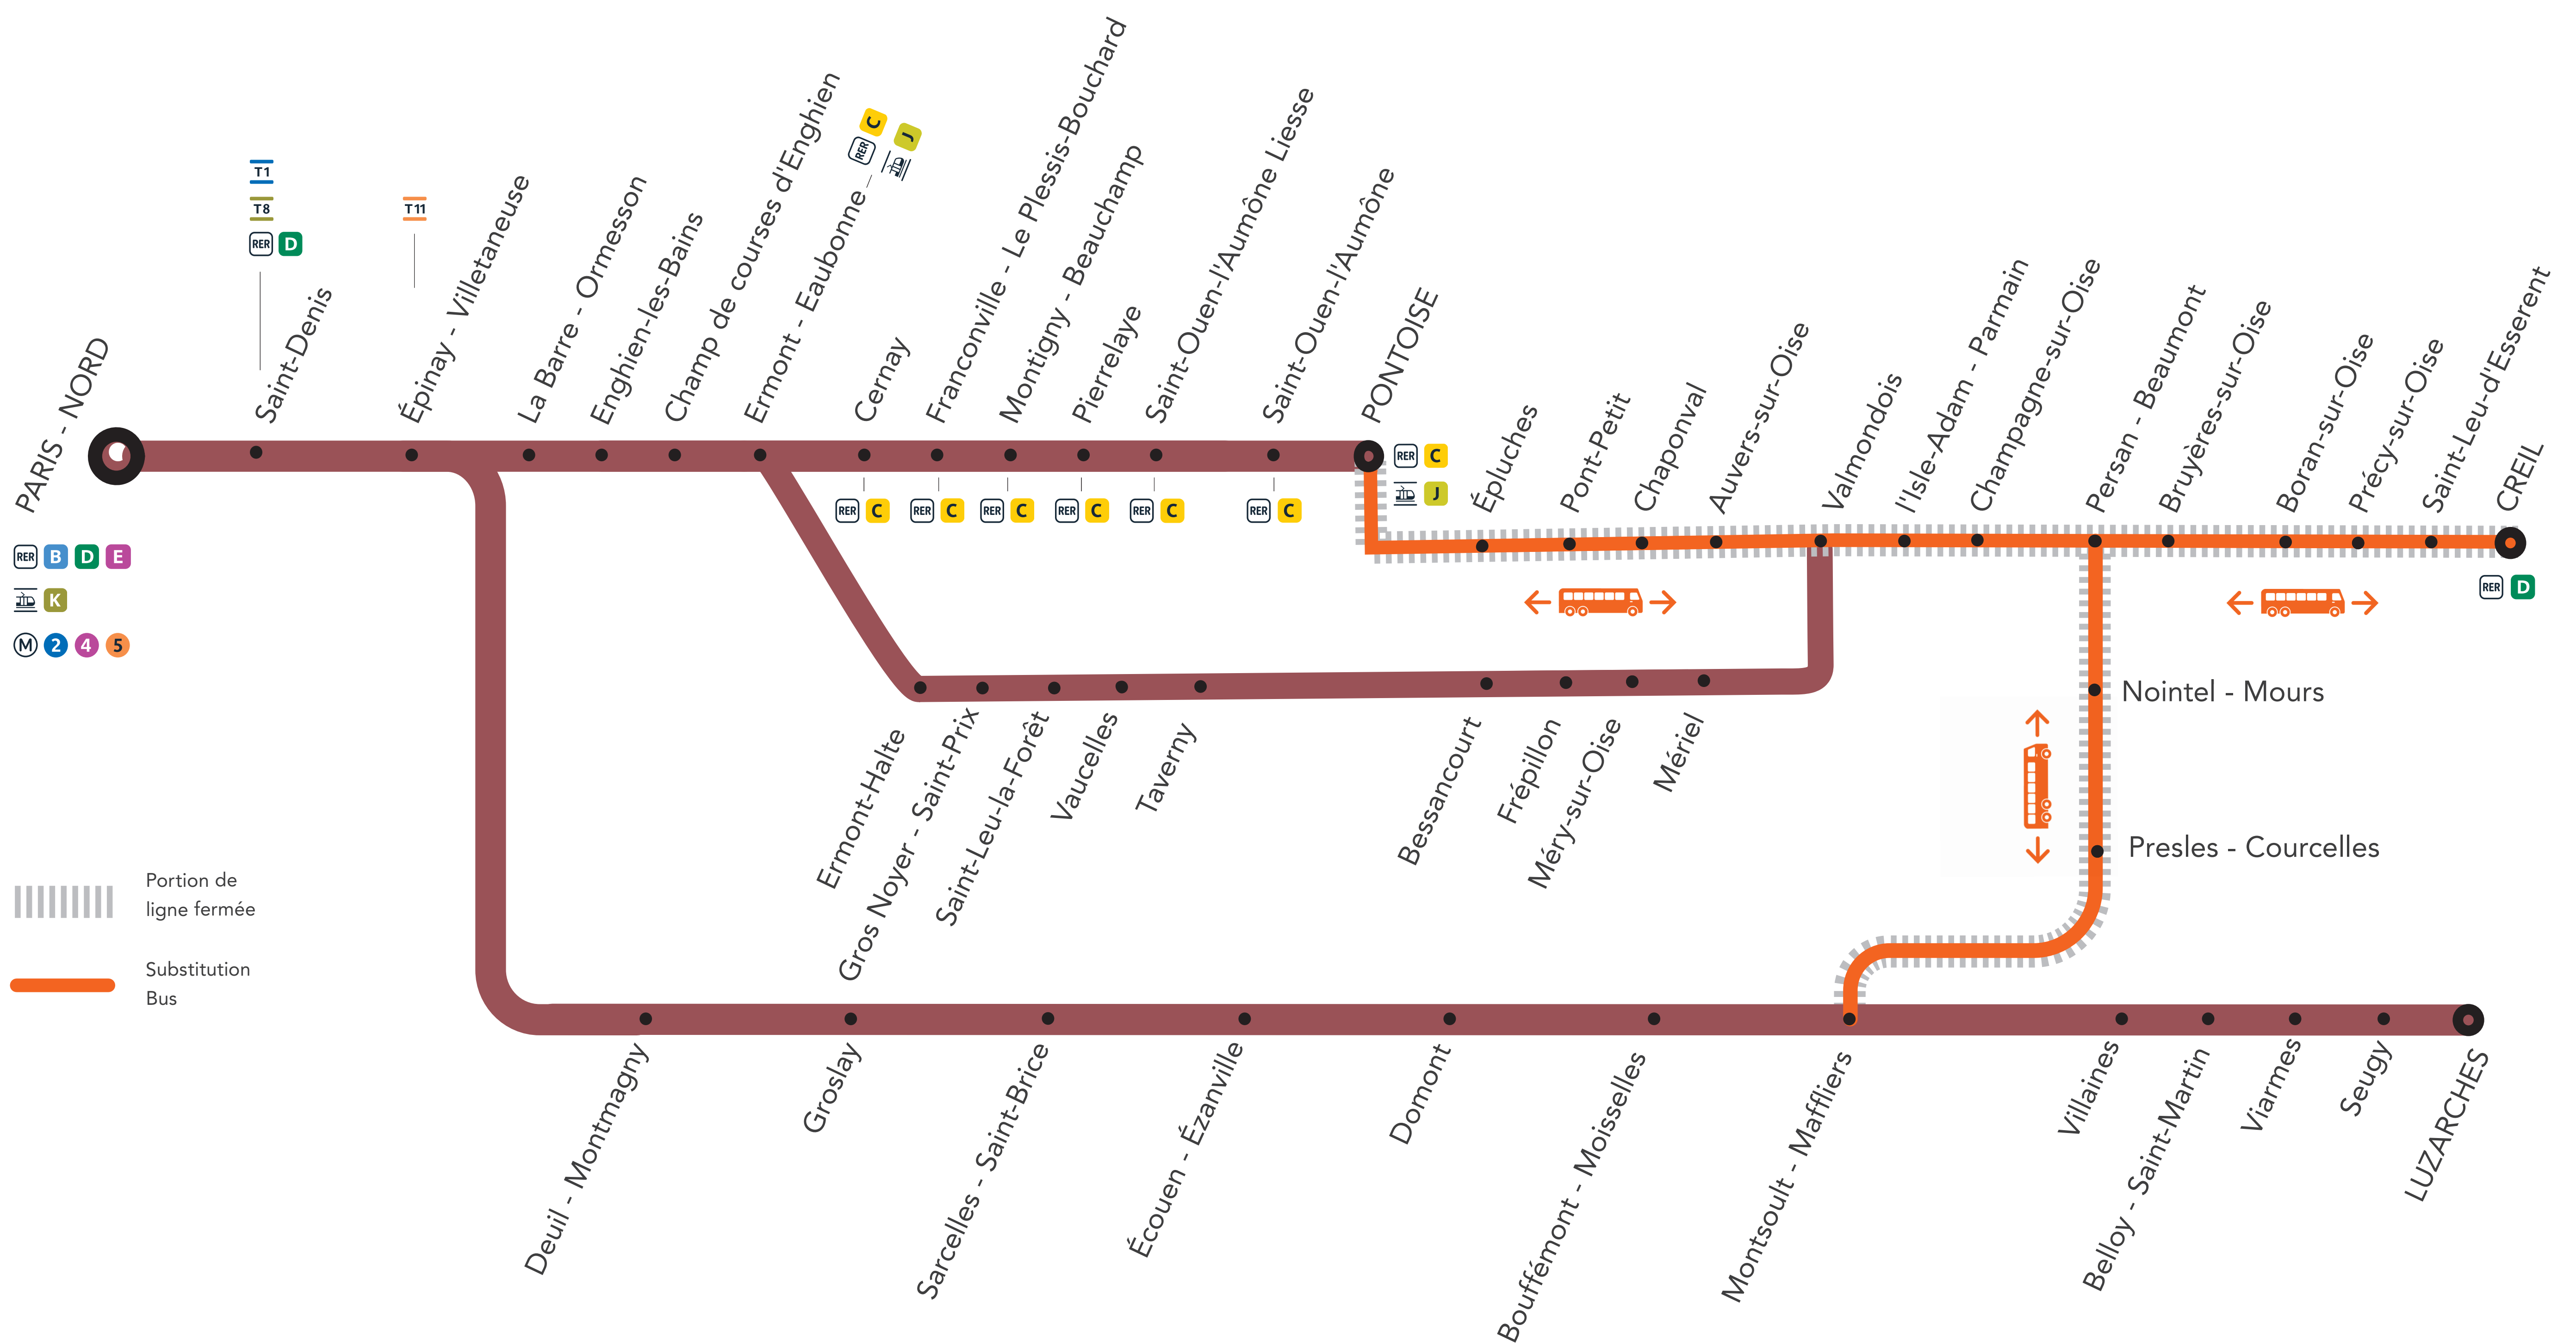 PARIS - NORD
RER B D E
K
M 2 4 5
T1
T8
RER D
Saint-Denis
T11
Épinay - Villetaneuse
La Barre - Ormesson
Enghien-les-Bains
Champ de courses d'Enghien
Ermont - Eaubonne
RER C
J
Cernay
RER C
Franconville - Le Plessis-Bouchard
RER C
Montigny - Beauchamp
RER C
Pierrelaye
RER C
Saint-Ouen-l'Aumône Liesse
RER C
Saint-Ouen-l'Aumône
RER C
PONTOISE
RER C
J
Épluches
Pont-Petit
Chaponval
Auvers-sur-Oise
Valmondois
l'Isle-Adam - Parmain
Champagne-sur-Oise
Persan - Beaumont
Bruyères-sur-Oise
Boran-sur-Oise
Précy-sur-Oise
Saint-Leu-d'Esserent
CREIL
RER D
Ermont-Halte
Gros Noyer - Saint-Prix
Saint-Leu-la-Forêt
Vaucelles
Taverny
Bessancourt
Frépillon
Méry-sur-Oise
Mériel
Nointel - Mours
Presles - Courcelles
Portion de
ligne fermée
Substitution
Bus
Deuil - Montmagny
Groslay
Sarcelles - Saint-Brice
Écouen - Ézanville
Domont
Bouffémont - Moisselles
Montsoult - Maffliers
Villaines
Belloy - Saint-Martin
Viarmes
Seugy
LUZARCHES